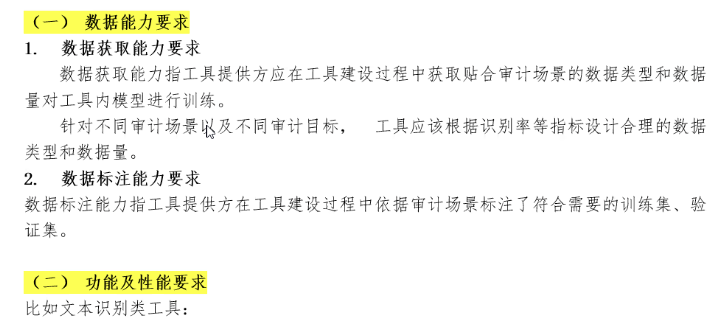 （一） 数据能力要求
1. 数据获取能力要求
数据获取能力指工具提供方应在工具建设过程中获取贴合审计场景的数据类型和数据
量对工具内模型进行训练。
针对不同审计场景以及不同审计目标， 工具应该根据识别率等指标设计合理的数据
类型和数据量。
2. 数据标注能力要求
数据标注能力指工具提供方在工具建设过程中依据审计场景标注了符合需要的训练集、验
证集。
（二） 功能及性能要求
比如文本识别类工具：